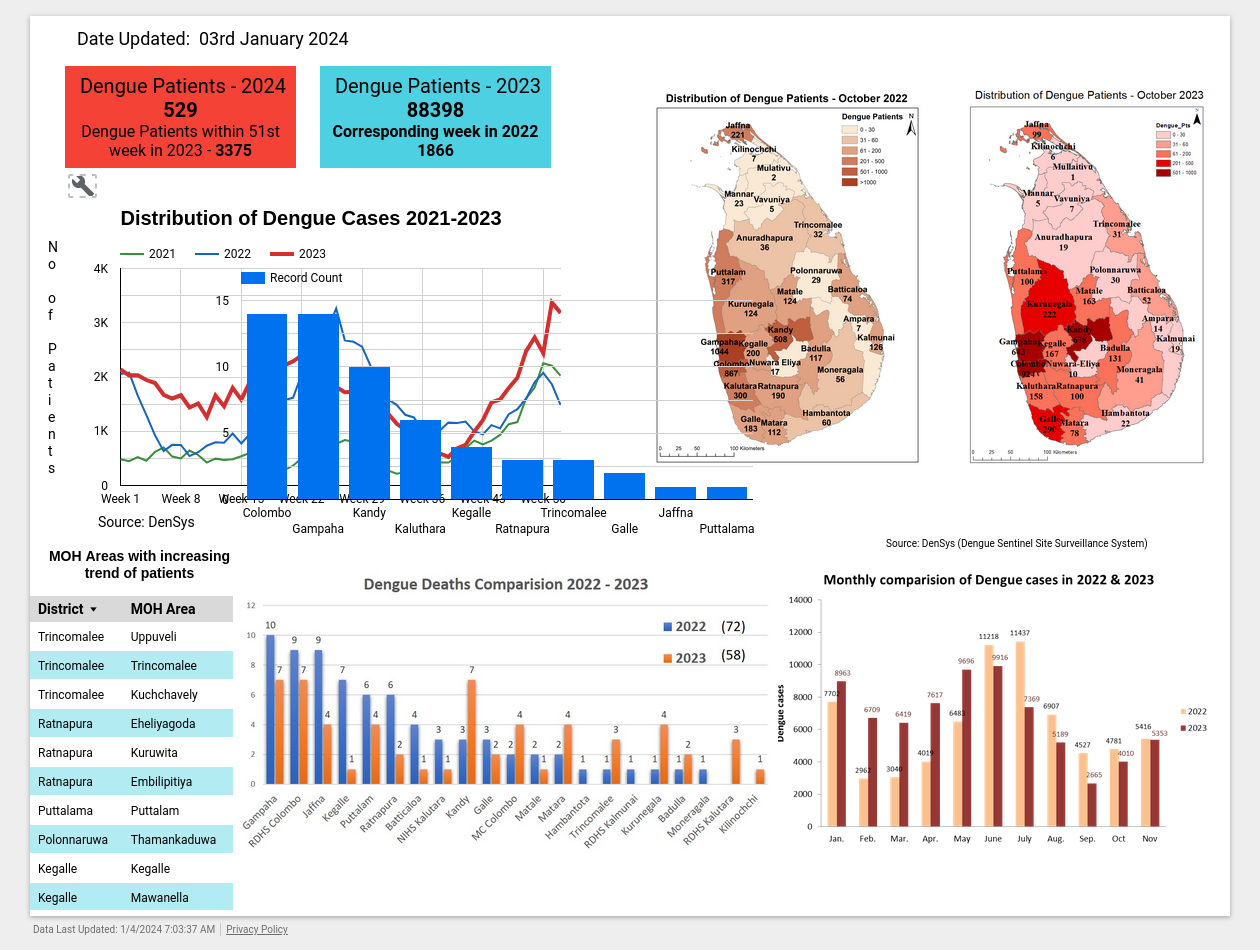 Date Updated:  03rd January 2024
Dengue Patients - 2024
529
Dengue Patients within 51st
week in 2023 - 3375
Dengue Patients - 2023
88398
Corresponding week in 2022
1866
Distribution of Dengue Cases 2021-2023
No of Patients
2021 2022 2023
4K
3K
2K
1K
0
Week 1 Week 8 Week 15 Week 22 Week 29 Week 36 Week 43 Week 50
Record Count
15
10
5
0
Colombo
Gampaha
Kandy
Kaluthara
Kegalle
Ratnapura
Trincomalee
Galle
Jaffna
Puttalama
Source: DenSys
Distribution of Dengue Patients - October 2022
Dengue Patients
0 - 30
31 - 60
61 - 200
201 - 500
501 - 1000
>1000
N
Jaffna
221
Kilinochchi
7
Mulativu
2
Mannar
23
Vavuniya
5
Trincomalee
32
Anuradhapura
36
Puttalam
317
Polonnaruwa
29
Matale
124
Batticaloa
74
Kurunegala
124
Ampara
7
Kandy
508
Kalmunai
126
Gampaha
1044
Kegalle
200
Badulla
117
Colombo
867
Nuwara Eliya
17
Moneragala
56
Kalutara
300
Ratnapura
190
Hambantota
60
Galle
183
Matara
112
0 25 50 100 Kilometers
Distribution of Dengue Patients - October 2023
Dengue_Pts
0 - 30
31 - 60
61 - 200
201 - 500
501 - 1000
N
Jaffna
99
Kilinochchi
6
Mullaitivu
1
Mannar
5
Vavuniya
7
Trincomalee
31
Anuradhapura
19
Puttalama
100
Polonnaruwa
30
Matale
163
Batticaloa
52
Kurunegala
222
Ampara
14
Kandy
Kalmunai
19
Gampaha
Kegalle
167
Badulla
131
Colombo
Nuwara-Eliya
10
Moneragala
41
Kaluthara
158
Ratnapura
100
Hambantota
22
Galle
290
Matara
78
0 25 50 100 Kilometers
Source: DenSys (Dengue Sentinel Site Surveillance System)
MOH Areas with increasing
trend of patients
District MOH Area
Trincomalee Uppuveli
Trincomalee Trincomalee
Trincomalee Kuchchavely
Ratnapura Eheliyagoda
Ratnapura Kuruwita
Ratnapura Embilipitiya
Puttalama Puttalam
Polonnaruwa Thamankaduwa
Kegalle Kegalle
Kegalle Mawanella
Dengue Deaths Comparision 2022 - 2023
2022 (72)
2023 (58)
12
10
8
6
4
2
0
10 7 9 7 9 4 7 1 6 4 6 2 4 1 3 1 3 7 3 2 2 4 2 1 2 4 1 1 3 1 1 4 1 2 1 3 1
Gampaha
RDHS Colombo
Jaffna
Kegalle
Puttalam
Ratnapura
Batticaloa
NIHS Kalutara
Kandy
Galle
MC Colombo
Matale
Matara
Hambantota
Trincomalee
RDHS Kalmunai
Kurunegala
Badulla
Moneragala
RDHS Kalutara
Kilinochchi
Monthly comparision of Dengue cases in 2022 & 2023
Dengue cases
14000
12000
10000
8000
6000
4000
2000
0
7702 8963
2962 6709
3040 6419
4019 7617
6483 9696
11218 9916
11437 7369
6907 5189
4527 2665
4781 4010
5416 5353
Jan. Feb. Mar. Apr. May June July Aug. Sep. Oct Nov
2022
2023
Data Last Updated: 1/4/2024 7:03:37 AM Privacy Policy